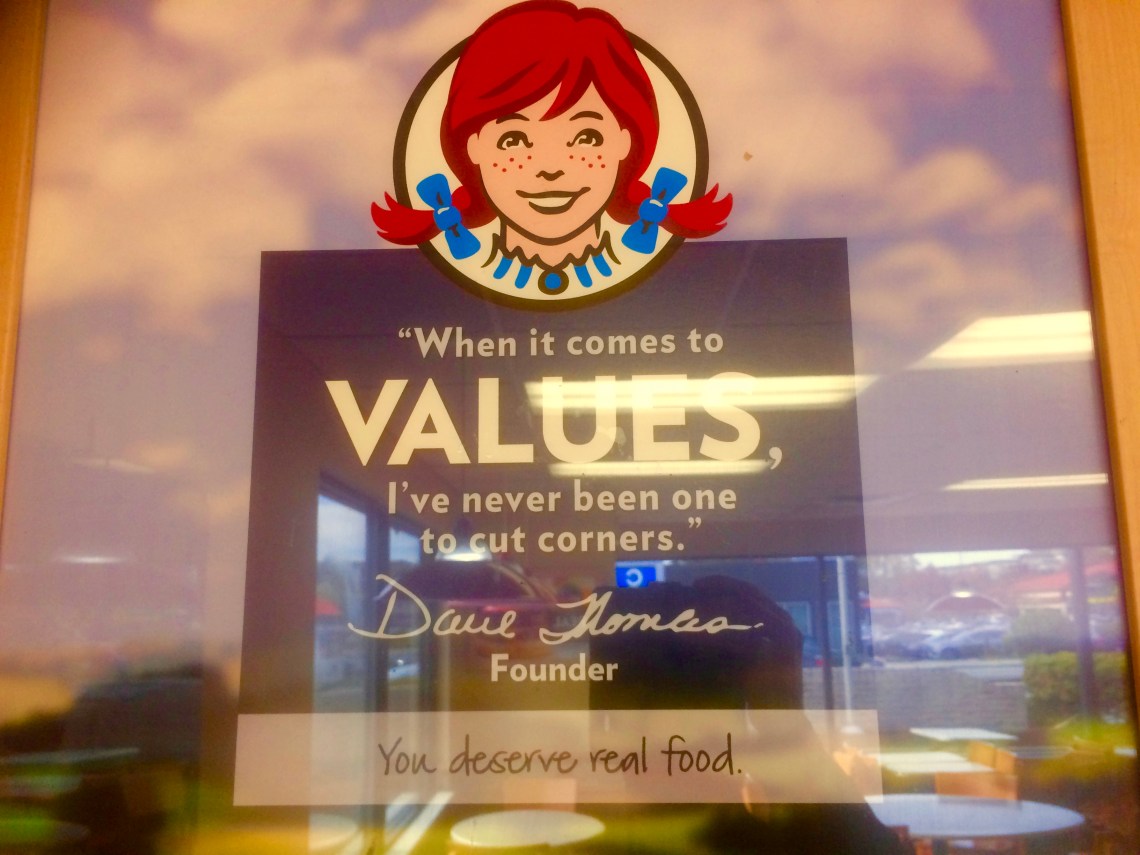 “When it comes to
VALUES,
I’ve never been one
to cut corners.”
Dave Thomas
Founder
You deserve real food.